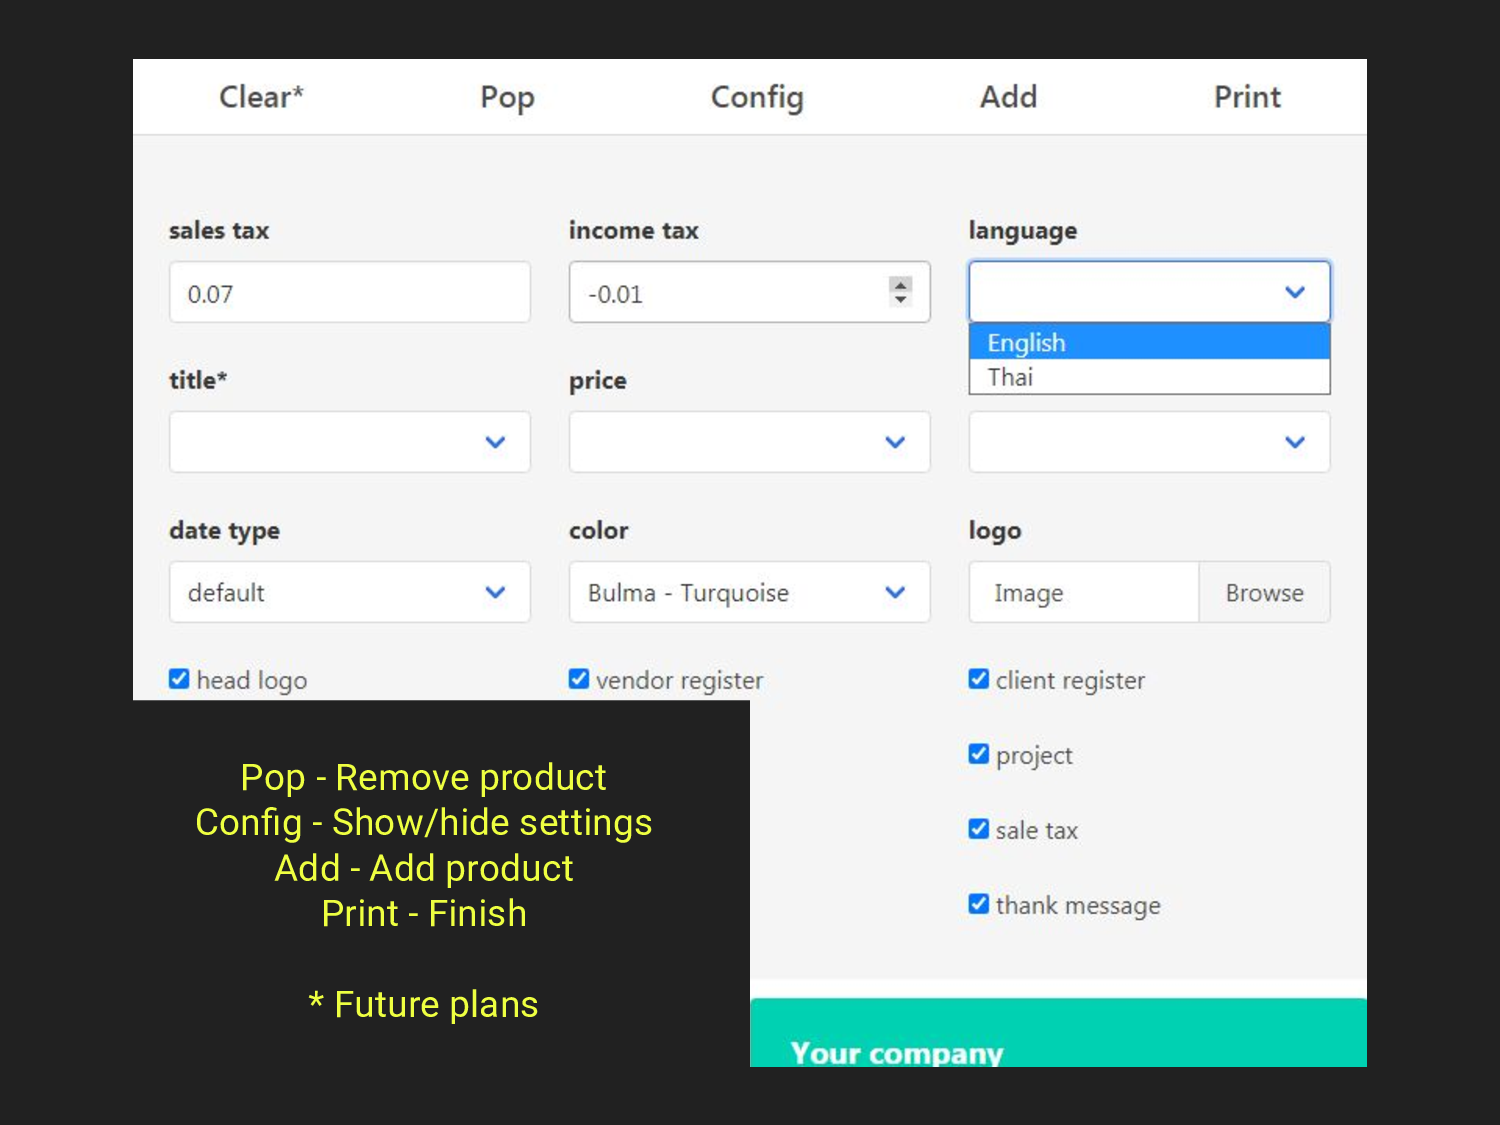 Clear* Pop Config Add Print
sales tax income tax language
0.07 -0.01
English
Thai
title* price
date type color logo
default Bulma - Turquoise Image Browse
head logo vendor register client register
project
sale tax
thank message
Pop - Remove product
Config - Show/hide settings
Add - Add product
Print - Finish
* Future plans
Your company